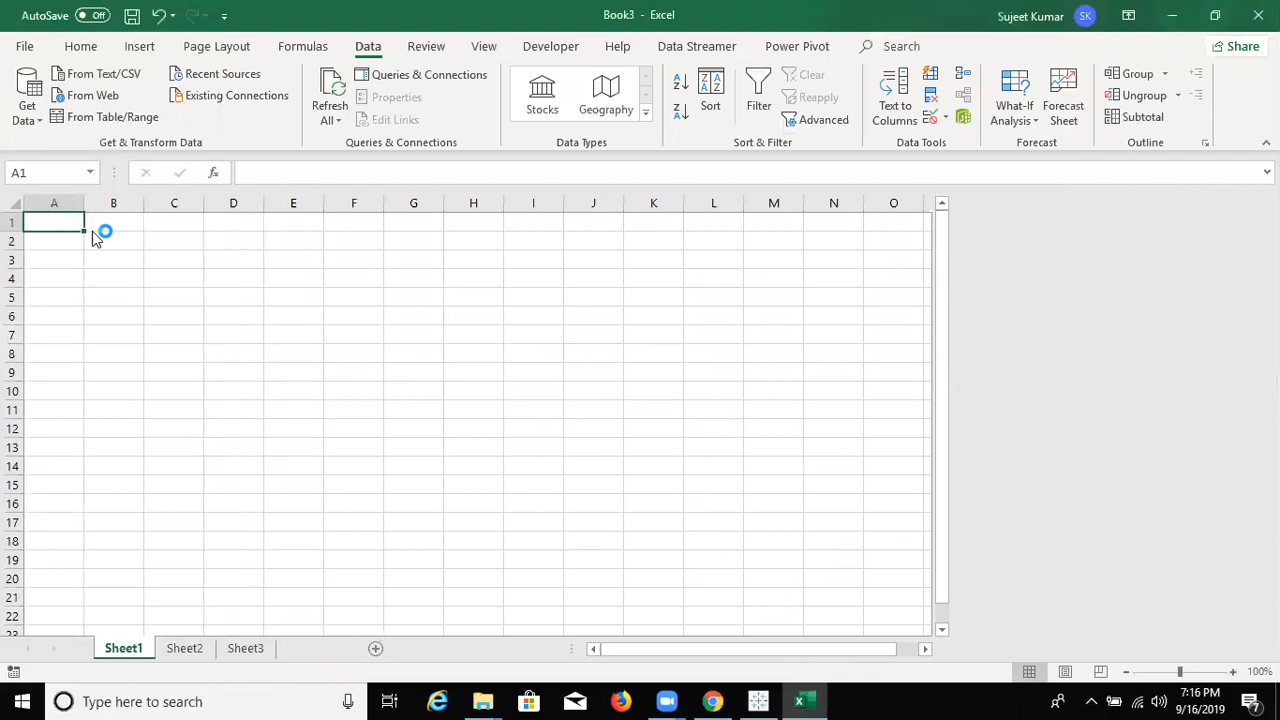 AutoSave Off
Book3 - Excel
Sujeet Kumar SK
File Home Insert Page Layout Formulas Data Review View Developer Help Data Streamer Power Pivot Search Share
Get Data
From Text/CSV
From Web
From Table/Range
Recent Sources
Existing Connections
Get & Transform Data
Refresh All
Queries & Connections
Properties
Edit Links
Queries & Connections
Stocks Geography
Data Types
Sort
Filter
Clear
Reapply
Advanced
Sort & Filter
Text to Columns
Data Tools
What-If Analysis
Forecast Sheet
Forecast
Group
Ungroup
Subtotal
Outline
A1 fx
A B C D E F G H I J K L M N O
1
2
3
4
5
6
7
8
9
10
11
12
13
14
15
16
17
18
19
20
21
22
23
Sheet1 Sheet2 Sheet3
100%
Type here to search
7:16 PM
9/16/2019
7